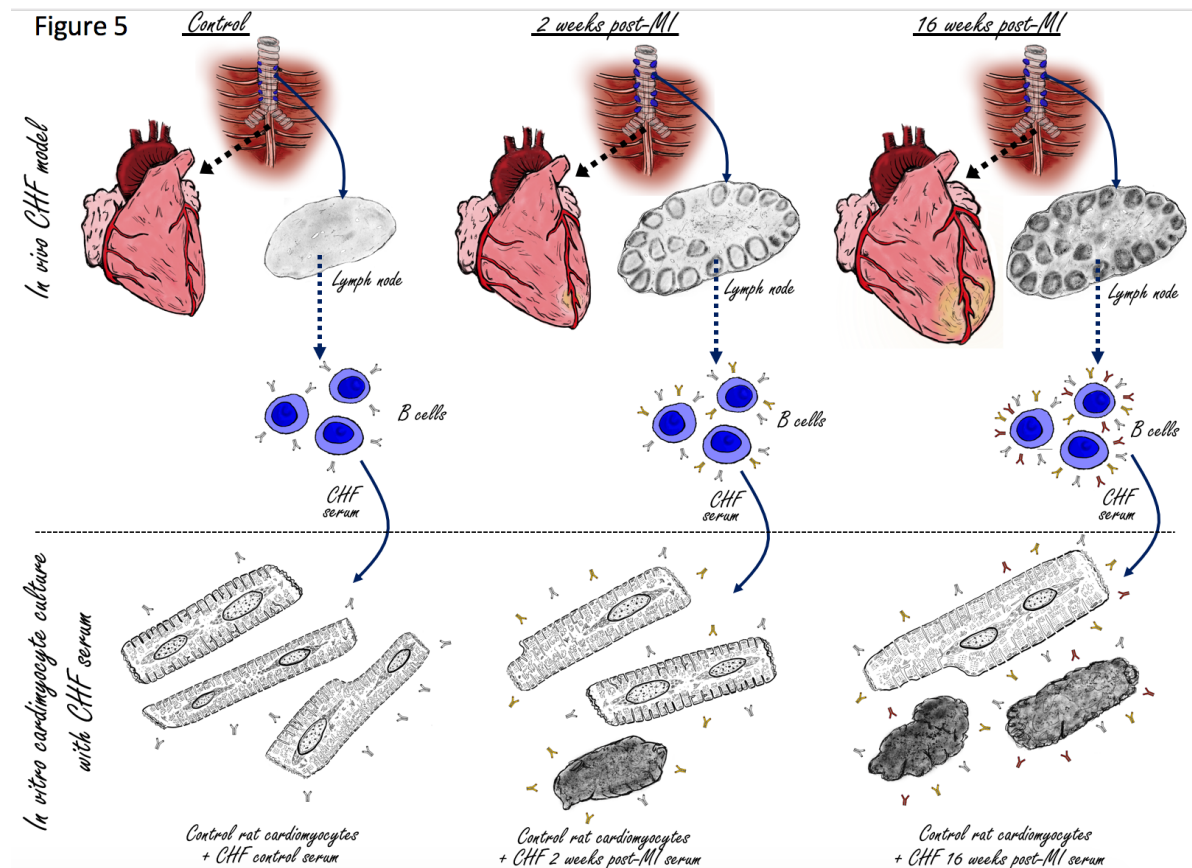 Figure 5
Control
2 weeks post-MI
16 weeks post-MI
In vivo CHF model
Lymph node
Lymph node
Lymph node
B cells
B cells
B cells
CHF
serum
CHF
serum
CHF
serum
In vitro cardimyocyte culture
with CHF serum
Control rat cardiomyocytes
+ CHF control serum
Control rat cardiomyocytes
+ CHF 2 weeks post-MI serum
Control rat cardiomyocytes
+ CHF 16 weeks post-MI serum